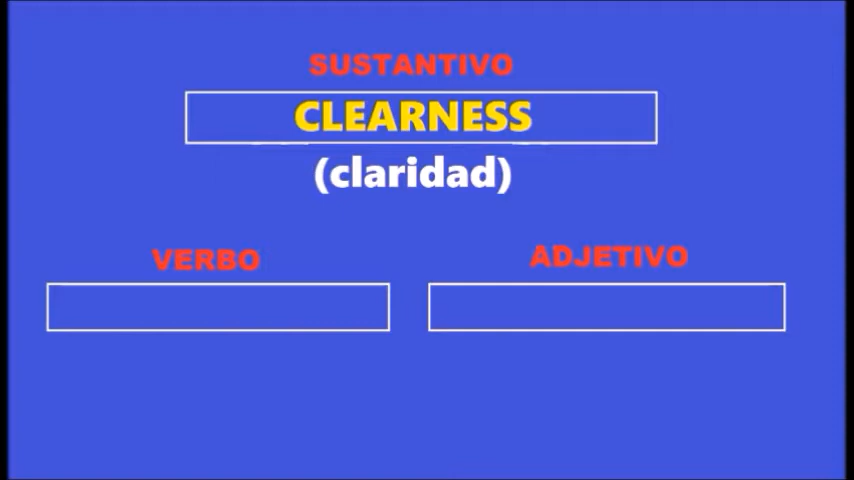 SUSTANTIVO
CLEARNESS
(claridad)
VERBO
ADJETIVO